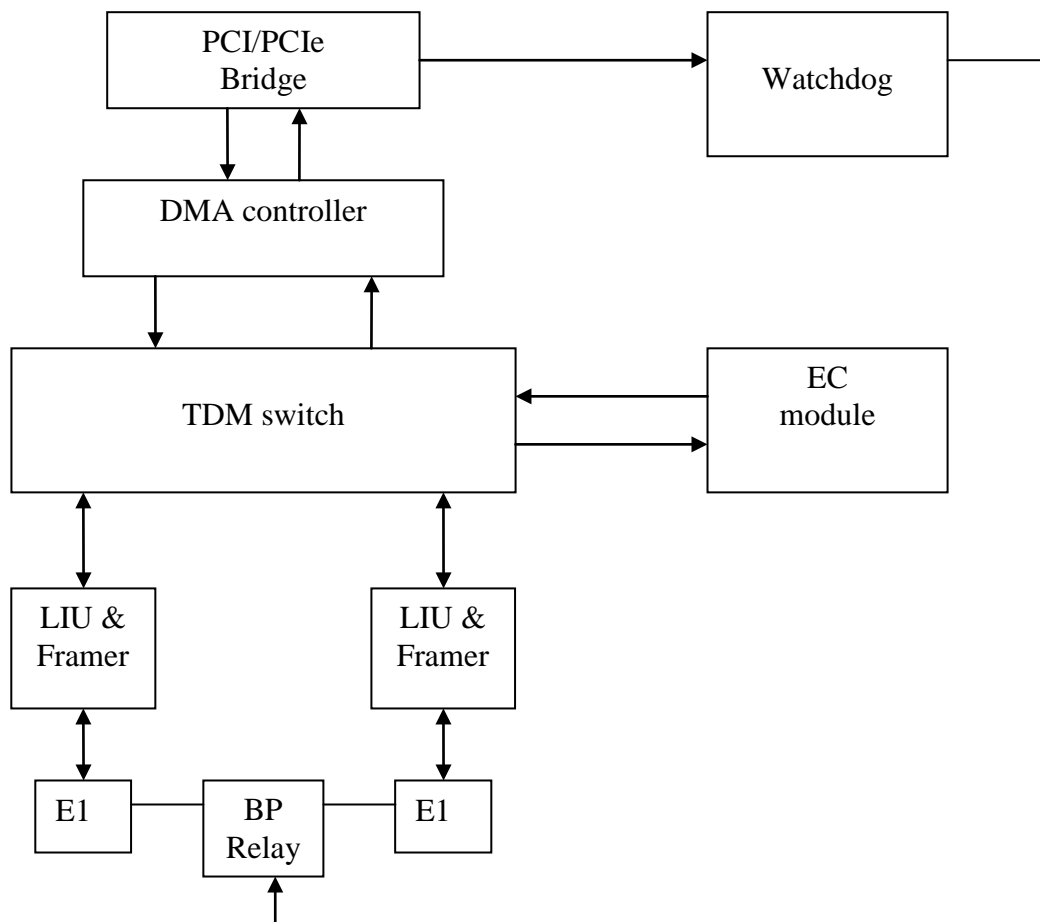 PCI/PCIe
Bridge
Watchdog
DMA controller
TDM switch
EC
module
LIU &
Framer
LIU &
Framer
E1
BP
Relay
E1